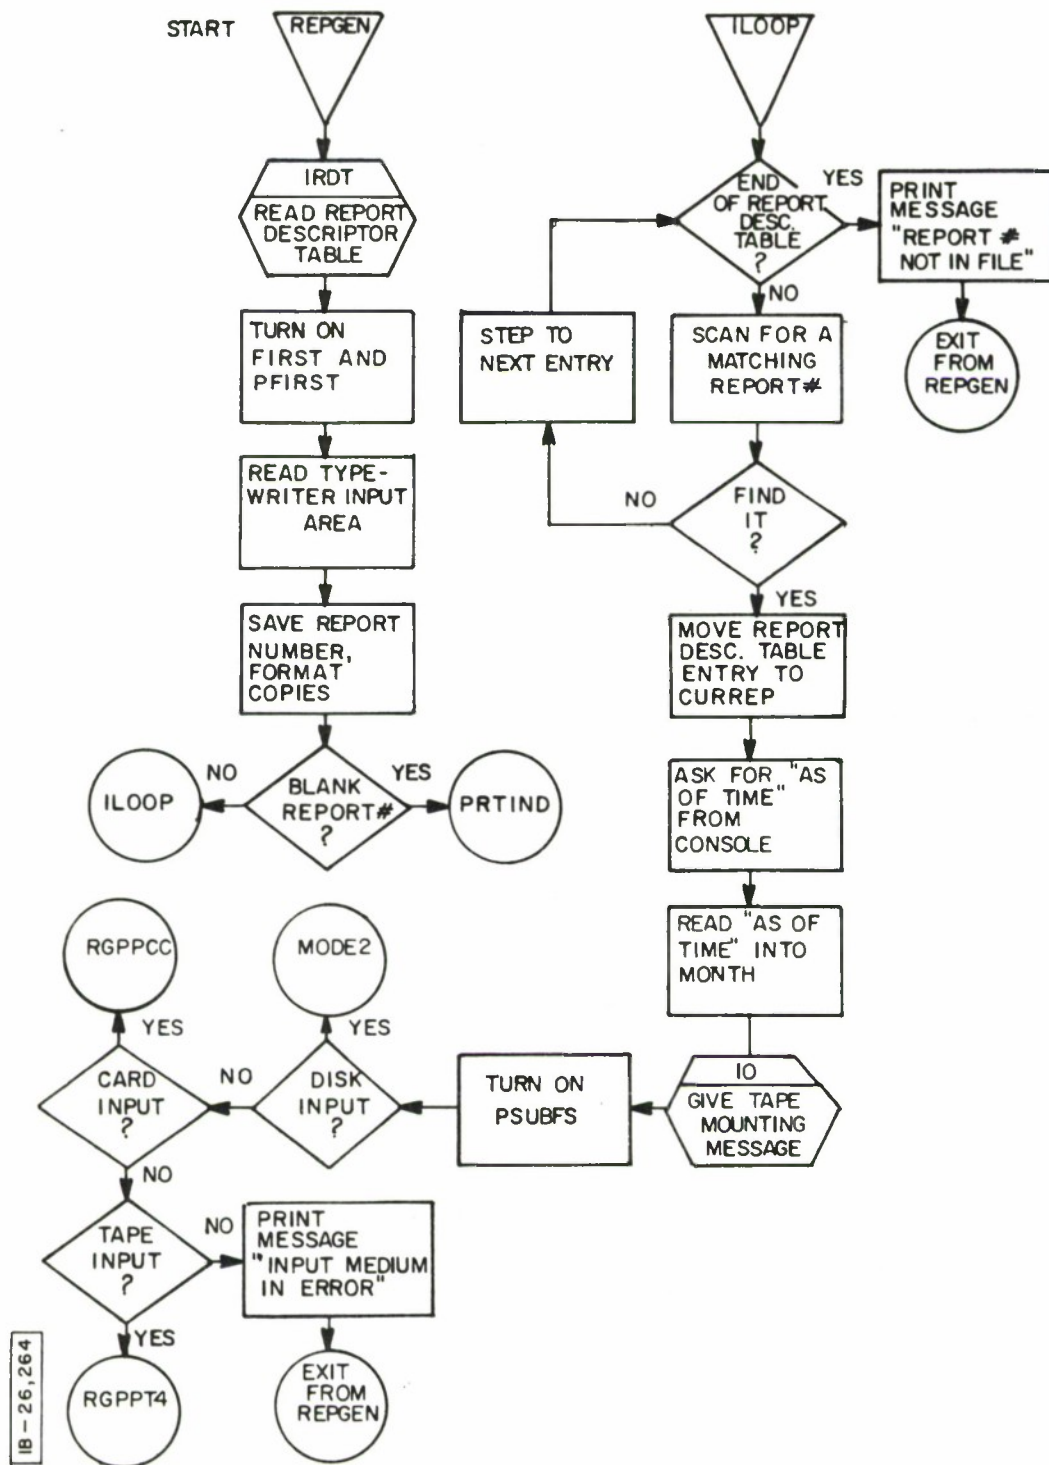 START
REPGEN
IRDT
READ REPORT
DESCRIPTOR
TABLE
TURN ON
FIRST AND
PFIRST
READ TYPE-
WRITER INPUT
AREA
SAVE REPORT
NUMBER,
FORMAT,
COPIES
BLANK
REPORT#
?
NO
YES
ILOOP
PRTIND
ILOOP
END
OF REPORT
DESC.
TABLE
?
YES
PRINT
MESSAGE
"REPORT #
NOT IN FILE"
EXIT
FROM
REPGEN
NO
STEP TO
NEXT ENTRY
SCAN FOR A
MATCHING
REPORT#
NO
FIND
IT
?
YES
MOVE REPORT
DESC. TABLE
ENTRY TO
CURREP
ASK FOR "AS
OF TIME"
FROM
CONSOLE
READ "AS OF
TIME" INTO
MONTH
IO
GIVE TAPE
MOUNTING
MESSAGE
TURN ON
PSUBFS
DISK
INPUT
?
YES
MODE2
NO
CARD
INPUT
?
YES
RGPPCC
NO
TAPE
INPUT
?
NO
PRINT
MESSAGE
"INPUT MEDIUM
IN ERROR"
EXIT
FROM
REPGEN
YES
RGPPT4
IB-26,264